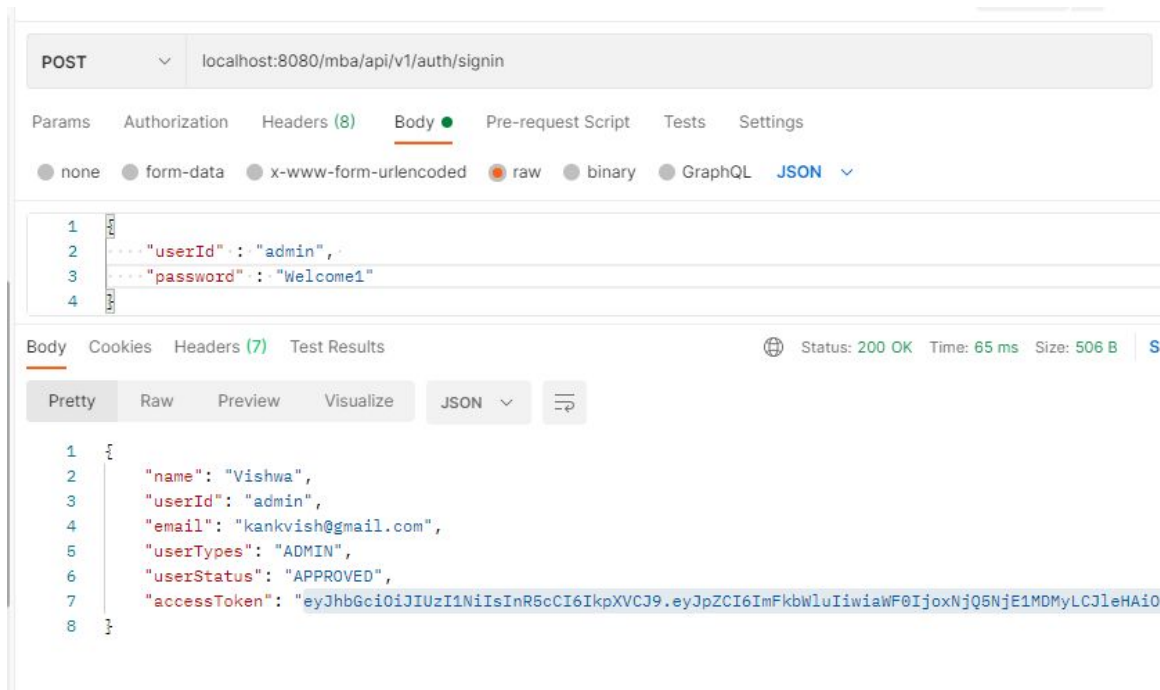 POST localhost:8080/mba/api/v1/auth/signin
Params Authorization Headers (8) Body Pre-request Script Tests Settings
none form-data x-www-form-urlencoded raw binary GraphQL JSON
1 {
2 "userId" : "admin",
3 "password" : "Welcome1"
4 }
Body Cookies Headers (7) Test Results Status: 200 OK Time: 65 ms Size: 506 B S
Pretty Raw Preview Visualize JSON
1 {
2 "name": "Vishwa",
3 "userId": "admin",
4 "email": "kankvish@gmail.com",
5 "userTypes": "ADMIN",
6 "userStatus": "APPROVED",
7 "accessToken": "eyJhbGciOiJIUzI1NiIsInR5cCI6IkpXVCJ9.eyJpZCI6ImFkbWluIiwiaWF0IjoxNjQ5NjE1MDMyLCJleHAiO
8 }